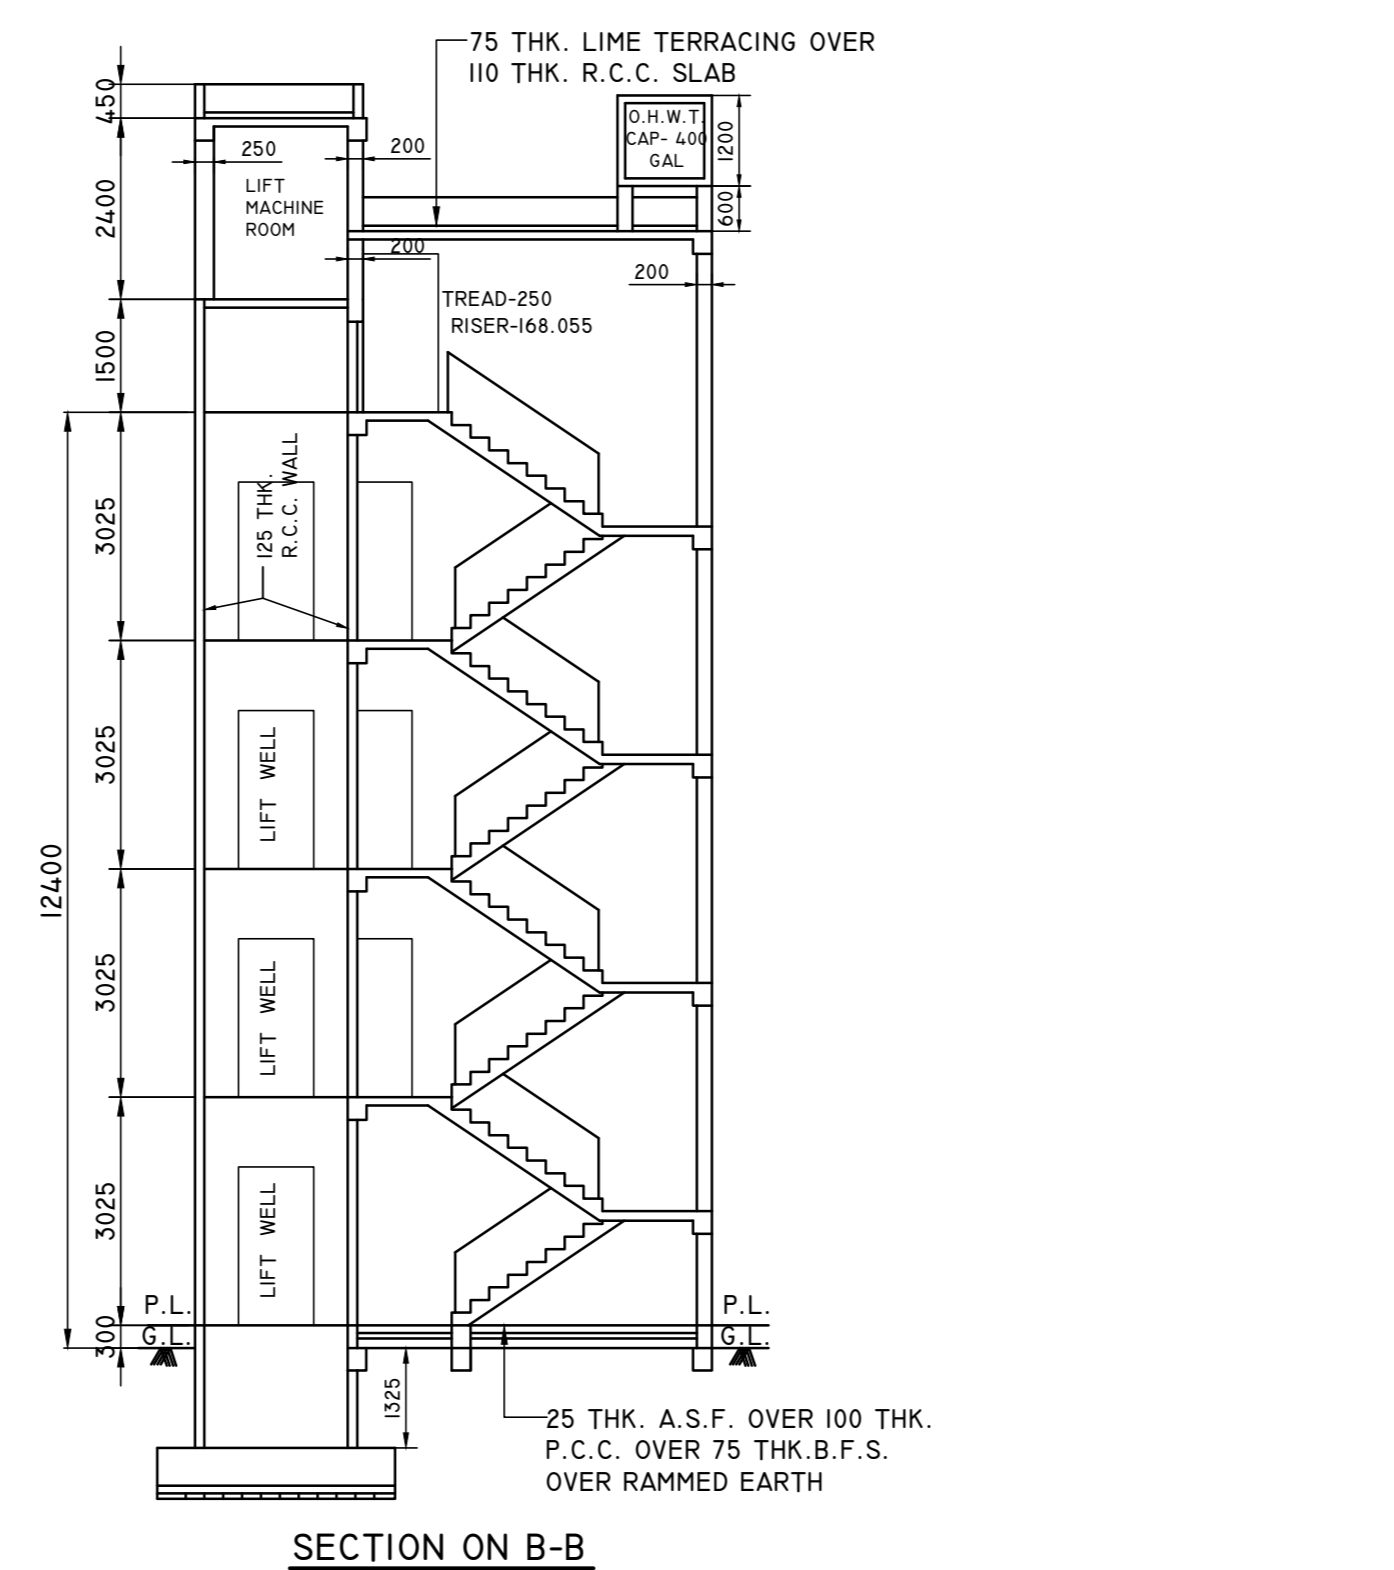 75 THK. LIME TERRACING OVER
110 THK. R.C.C. SLAB
450
O.H.W.T.
CAP- 400
GAL
1200
250
200
2400
LIFT
MACHINE
ROOM
600
200
200
TREAD-250
RISER-168.055
1500
125 THK.
R.C.C. WALL
3025
3025
LIFT WELL
12400
3025
LIFT WELL
3025
LIFT WELL
P.L.
P.L.
300
G.L.
G.L.
1325
25 THK. A.S.F. OVER 100 THK.
P.C.C. OVER 75 THK.B.F.S.
OVER RAMMED EARTH
SECTION ON B-B